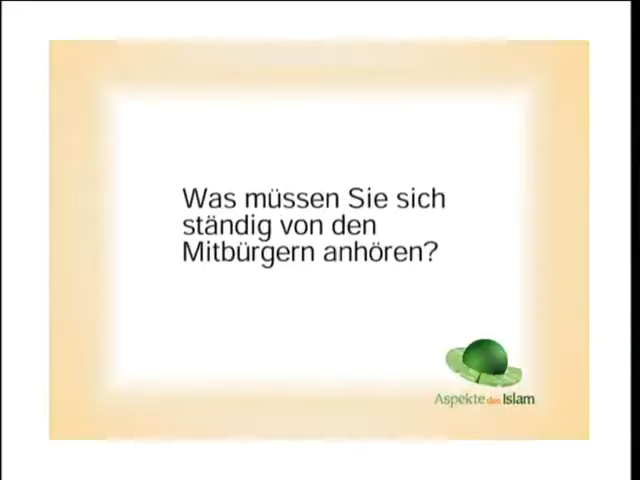 Was müssen Sie sich
ständig von den
Mitbürgern anhören?
Aspekte des Islam